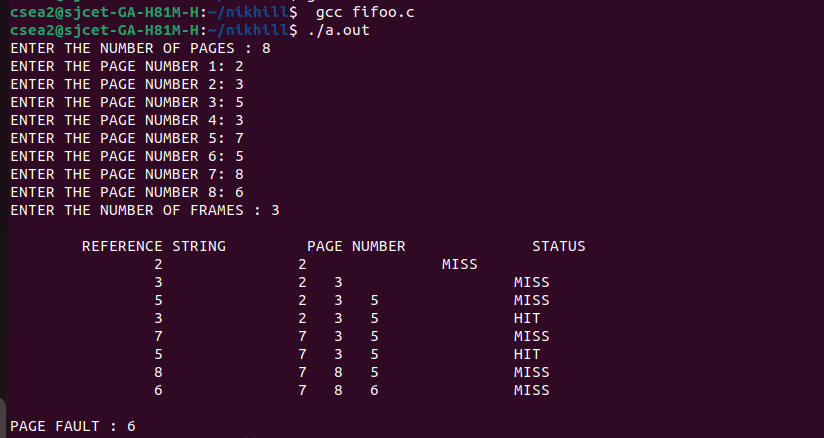 csea2@sjcet-GA-H81M-H:~/nikhill$  gcc fifoo.c
csea2@sjcet-GA-H81M-H:~/nikhill$ ./a.out
ENTER THE NUMBER OF PAGES : 8
ENTER THE PAGE NUMBER 1: 2
ENTER THE PAGE NUMBER 2: 3
ENTER THE PAGE NUMBER 3: 5
ENTER THE PAGE NUMBER 4: 3
ENTER THE PAGE NUMBER 5: 7
ENTER THE PAGE NUMBER 6: 5
ENTER THE PAGE NUMBER 7: 8
ENTER THE PAGE NUMBER 8: 6
ENTER THE NUMBER OF FRAMES : 3
REFERENCE STRING PAGE NUMBER STATUS
2 2 MISS
3 2 3 MISS
5 2 3 5 MISS
3 2 3 5 HIT
7 7 3 5 MISS
5 7 3 5 HIT
8 7 8 5 MISS
6 7 8 6 MISS
PAGE FAULT : 6